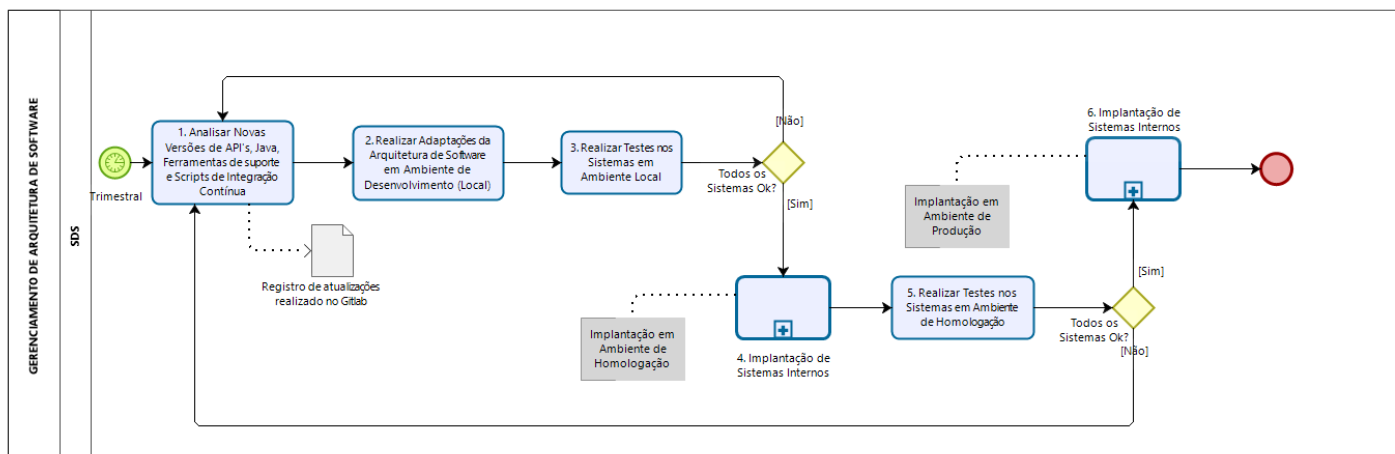 GERENCIAMENTO DE ARQUITETURA DE SOFTWARE
SDS
Trimestral
1. Analisar Novas
Versões de API's, Java,
Ferramentas de suporte
e Scripts de Integração
Contínua
Registro de atualizações
realizado no Gitlab
2. Realizar Adaptações da
Arquitetura de Software
em Ambiente de
Desenvolvimento (Local)
3. Realizar Testes nos
Sistemas em
Ambiente Local
Todos os
Sistemas Ok?
[Não]
[Sim]
Implantação em
Ambiente de
Homologação
4. Implantação de
Sistemas Internos
5. Realizar Testes nos
Sistemas em Ambiente
de Homologação
Todos os
Sistemas Ok?
[Não]
[Sim]
Implantação em
Ambiente de
Produção
6. Implantação de
Sistemas Internos